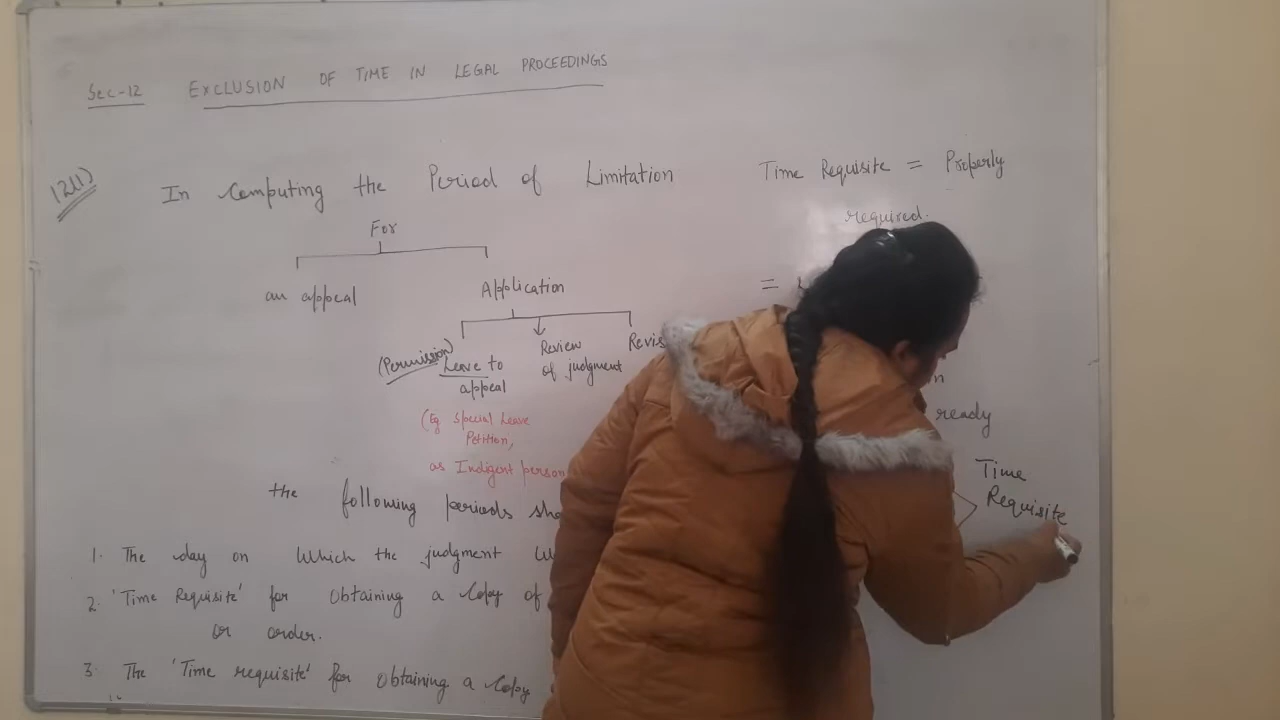 Sec-12 EXCLUSION OF TIME IN LEGAL PROCEEDINGS
12(1) In Computing the Period of Limitation
For
an appeal Application
(Permission) Leave to appeal
Review of judgment
(Eg Special Leave
Petition,
as Indigent person
the following periods
1. The day on which the judgment
2. 'Time Requisite' for obtaining a Copy of
or order.
3. The 'Time requisite' for obtaining a Copy
Time Requisite = Properly
required.
=
ready
Time
Requisite